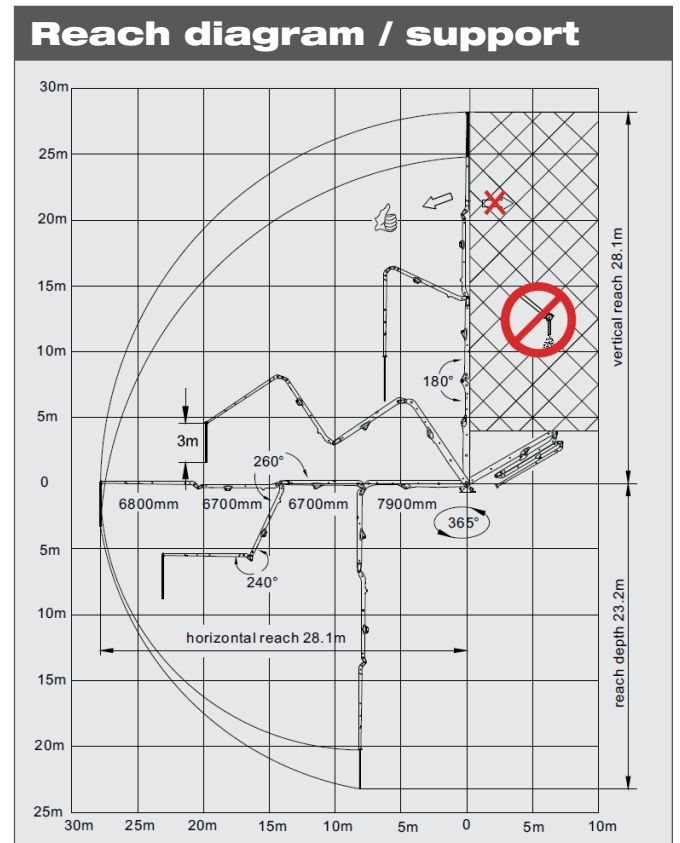 Reach diagram / support
30m
25m
20m
15m
vertical reach 28.1m
10m
180°
5m
3m
260°
0
6800mm 6700mm 6700mm 7900mm
365°
5m
240°
10m
reach depth 23.2m
horizontal reach 28.1m
15m
20m
25m
30m 25m 20m 15m 10m 5m 0 5m 10m